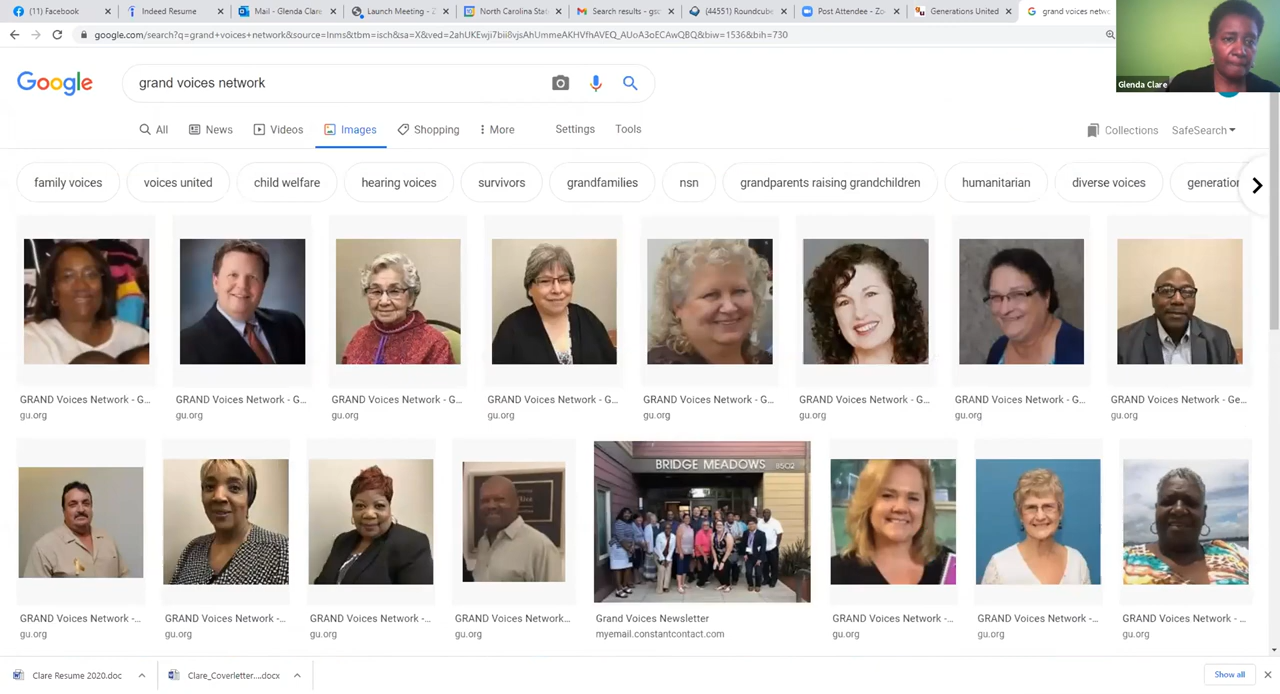 (11) Facebook
Indeed Resume
Mail - Glenda Clare
Launch Meeting - Z
North Carolina Stat
Search results - gsc
(44551) Roundcube
Post Attendee - Zo
Generations United
grand voices netw
google.com/search?q=grand+voices+network&source=lnms&tbm=isch&sa=X&ved=2ahUKEwji7bii8vjsAhUmmeAKHVfhAVEQ_AUoA3oECAwQBQ&biw=1536&bih=730
Glenda Clare
Google
grand voices network
All
News
Videos
Images
Shopping
More
Settings
Tools
Collections
SafeSearch
family voices
voices united
child welfare
hearing voices
survivors
grandfamilies
nsn
grandparents raising grandchildren
humanitarian
diverse voices
generation
GRAND Voices Network - G...
GRAND Voices Network - G...
GRAND Voices Network - G...
GRAND Voices Network - G...
GRAND Voices Network - G...
GRAND Voices Network - G...
GRAND Voices Network - G...
GRAND Voices Network - Ge...
gu.org
gu.org
gu.org
gu.org
gu.org
gu.org
gu.org
gu.org
BRIDGE MEADOWS 8502
GRAND Voices Network -...
GRAND Voices Network -...
GRAND Voices Network -...
GRAND Voices Network...
Grand Voices Newsletter
GRAND Voices Network -...
GRAND Voices Network -...
GRAND Voices Network - ...
gu.org
gu.org
gu.org
gu.org
myemail.constantcontact.com
gu.org
gu.org
gu.org
Clare Resume 2020.doc
Clare_Coverletter....docx
Show all